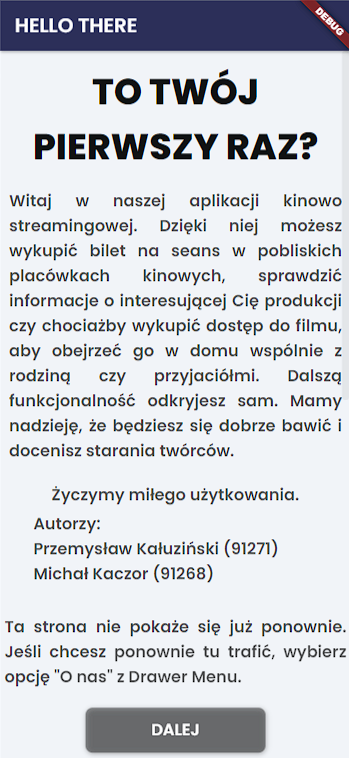 HELLO THERE
DEBUG
TO TWÓJ
PIERWSZY RAZ?
Witaj w naszej aplikacji kinowo
streamingowej. Dzięki niej możesz
wykupić bilet na seans w pobliskich
placówkach kinowych, sprawdzić
informacje o interesującej Cię produkcji
czy chociażby wykupić dostęp do filmu,
aby obejrzeć go w domu wspólnie z
rodziną czy przyjaciółmi. Dalszą
funkcjonalność odkryjesz sam. Mamy
nadzieję, że będziesz się dobrze bawić i
docenisz starania twórców.
Życzymy miłego użytkowania.
Autorzy:
Przemysław Kałuziński (91271)
Michał Kaczor (91268)
Ta strona nie pokaże się już ponownie.
Jeśli chcesz ponownie tu trafić, wybierz
opcję "O nas" z Drawer Menu.
DALEJ